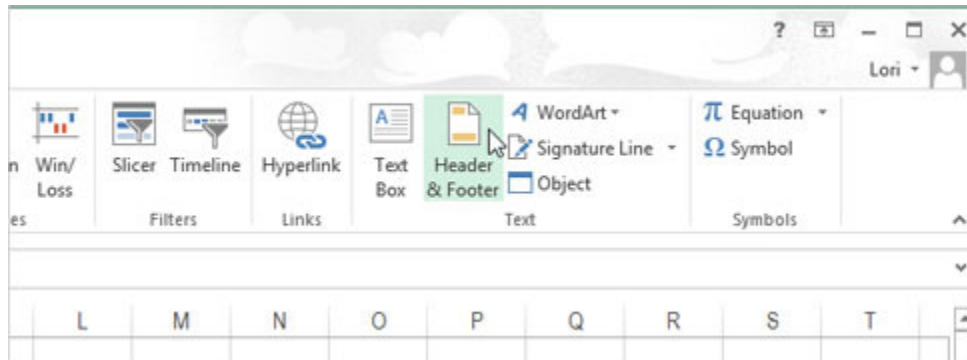 ?
Lori
A
WordArt
π Equation
Signature Line
Ω Symbol
n Win/ Slicer Timeline Hyperlink Text Header
Loss Box & Footer Object
es Filters Links Text Symbols
L M N O P Q R S T